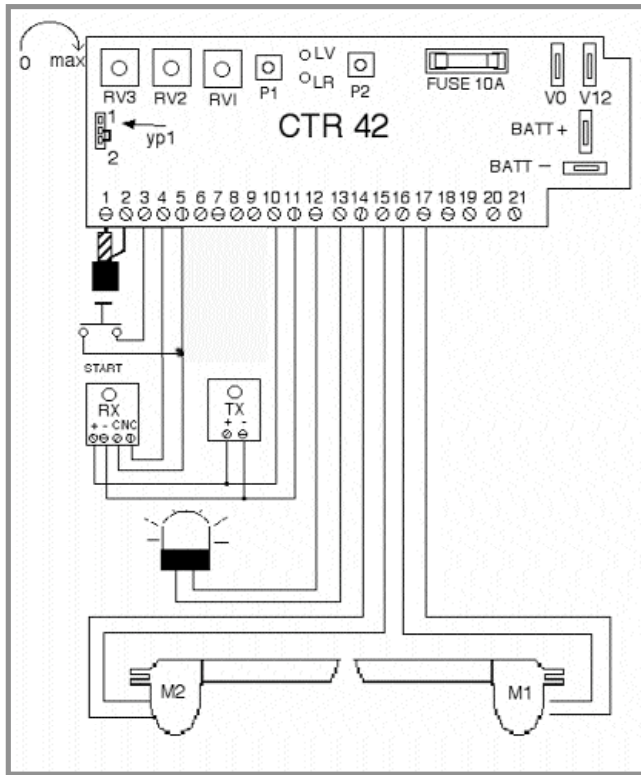 0 max
RV3 RV2 RV1 P1 LV LR P2 FUSE 10A V0 V12
1 yp1 2
CTR 42
BATT +
BATT −
1 2 3 4 5 6 7 8 9 10 11 12 13 14 15 16 17 18 19 20 21
START
RX
+ - C NC
TX
+ -
M2 M1